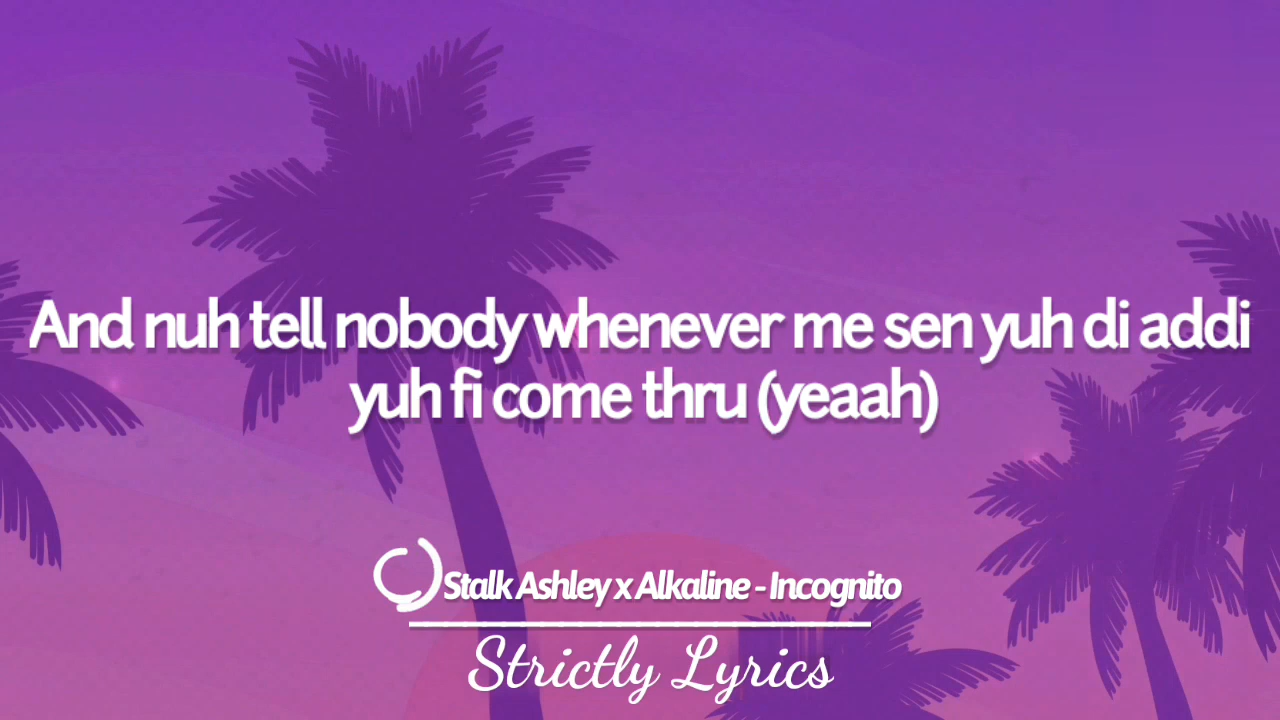 And nuh tell nobody whenever me sen yuh di addi
yuh fi come thru (yeaah)
Stalk Ashley x Alkaline - Incognito
Strictly Lyrics